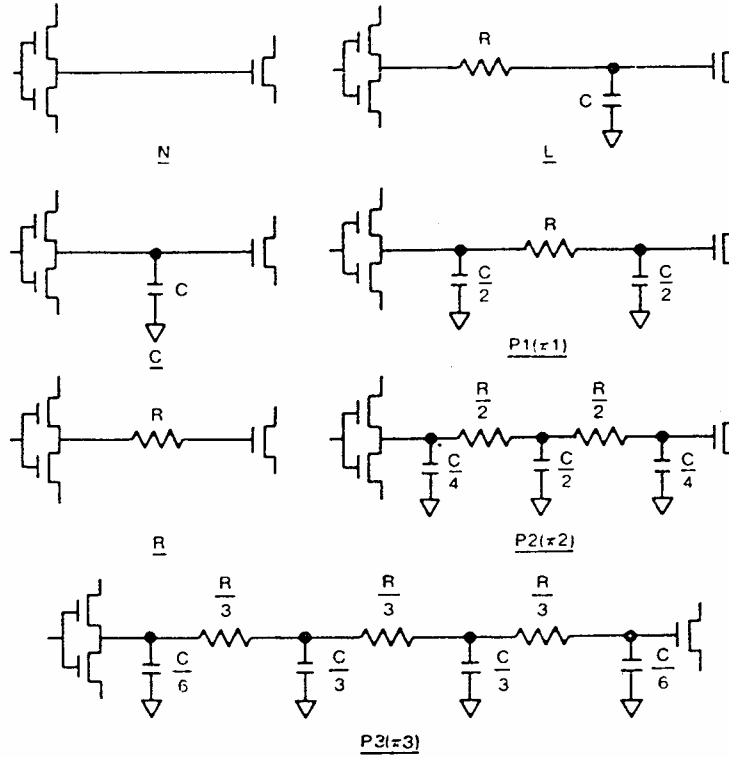 R
C
N
L
C
C
R
C/2
C/2
P1(π1)
R
R
R/2
R/2
C/4
C/2
C/4
P2(π2)
R/3
R/3
R/3
C/6
C/3
C/3
C/6
P3(π3)